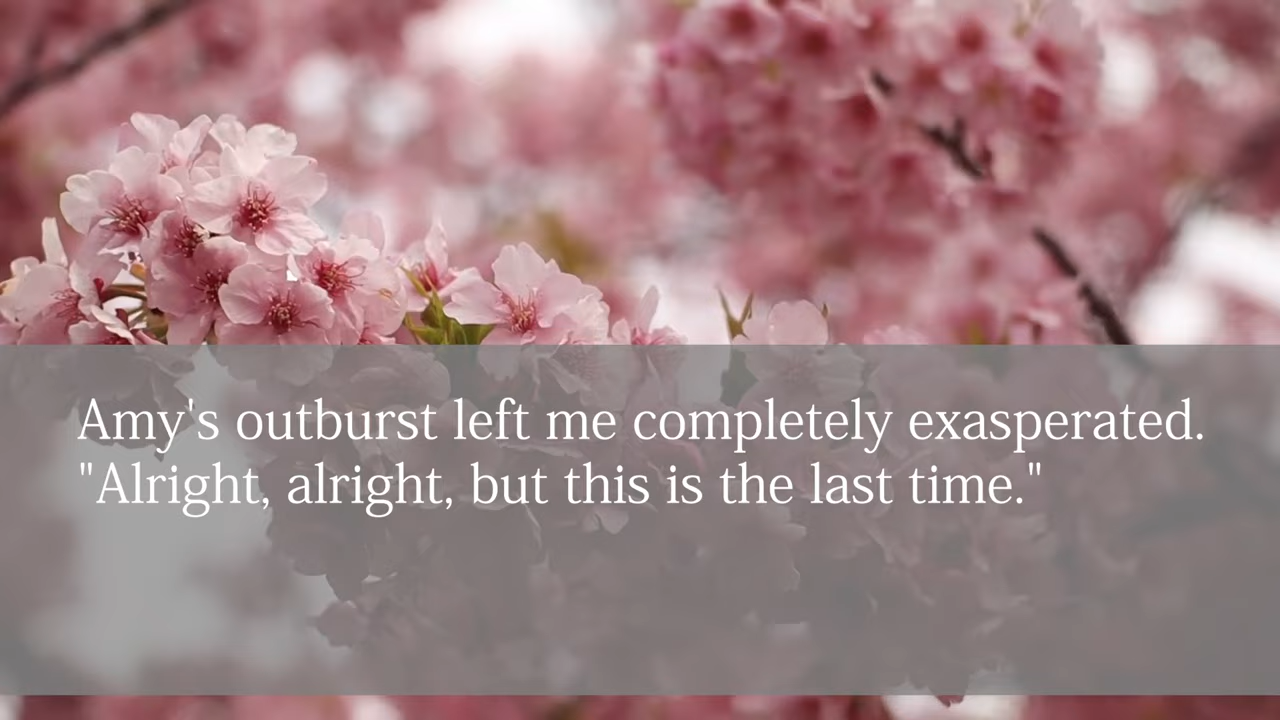 Amy's outburst left me completely exasperated.
"Alright, alright, but this is the last time."